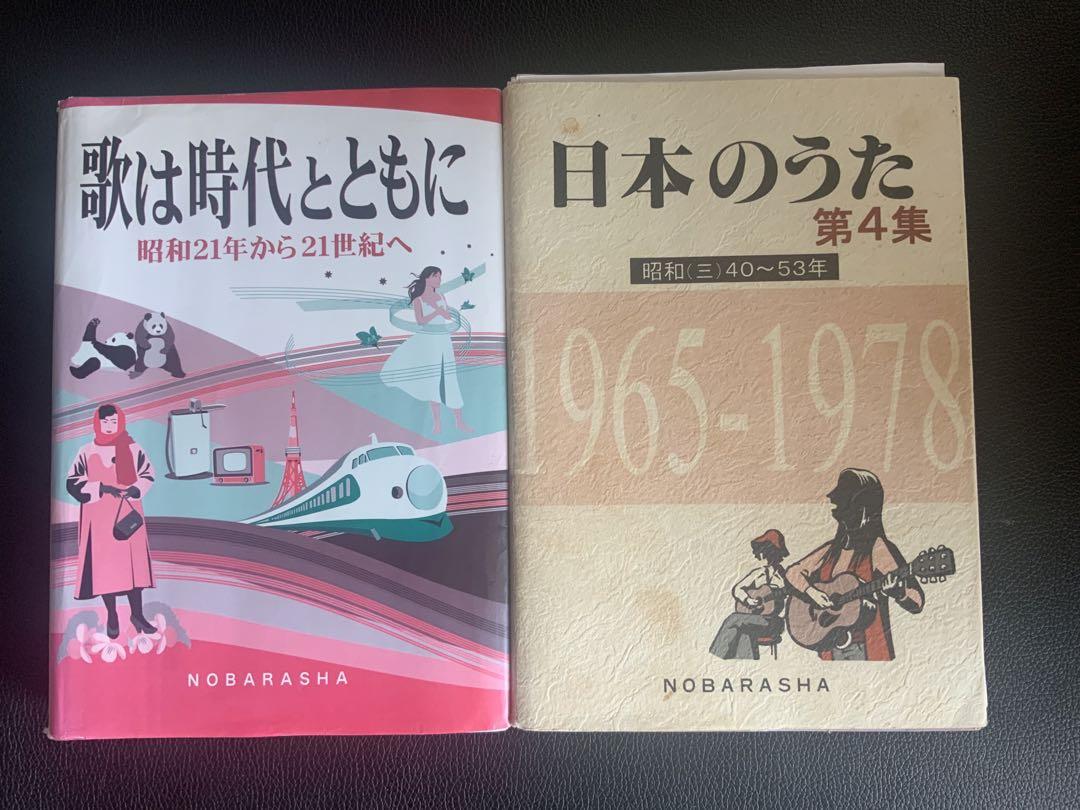 歌は時代とともに
昭和21年から21世紀へ
NOBARASHA
日本のうた
第4集
昭和(三)40〜53年
1965-1978
NOBARASHA